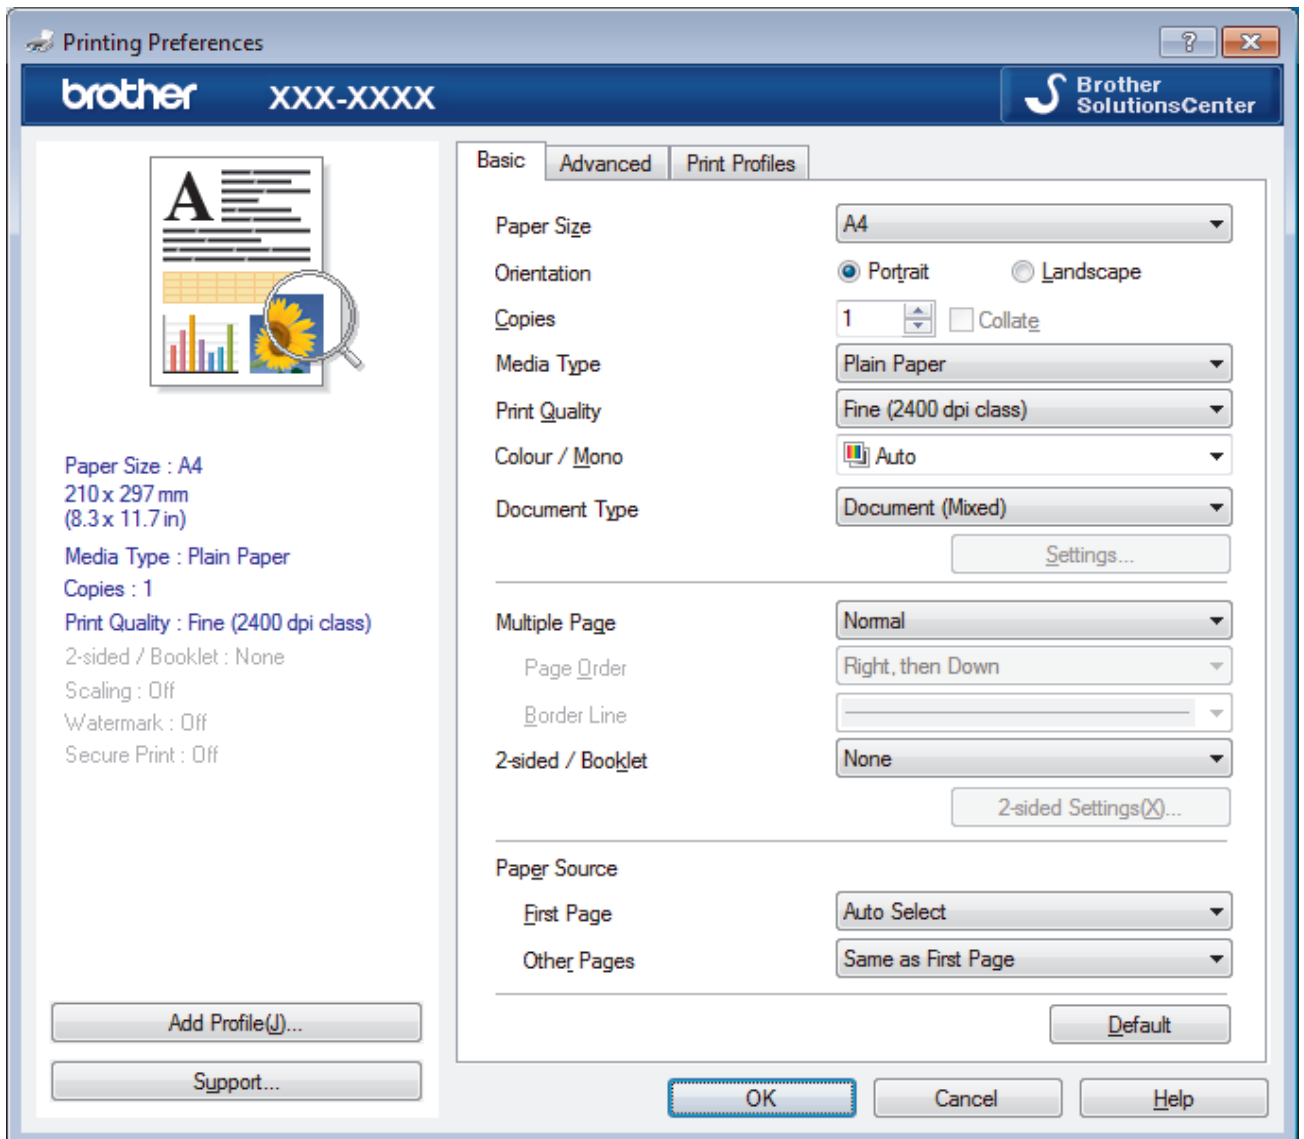 Printing Preferences
brother XXX-XXXX Brother SolutionsCenter
A
Paper Size : A4
210 x 297 mm
(8.3 x 11.7 in)
Media Type : Plain Paper
Copies : 1
Print Quality : Fine (2400 dpi class)
2-sided / Booklet : None
Scaling : Off
Watermark : Off
Secure Print : Off
Add Profile(J)...
Support...
Basic Advanced Print Profiles
Paper Size A4
Orientation Portrait Landscape
Copies 1 Collate
Media Type Plain Paper
Print Quality Fine (2400 dpi class)
Colour / Mono Auto
Document Type Document (Mixed)
Settings...
Multiple Page Normal
Page Order Right, then Down
Border Line
2-sided / Booklet None
2-sided Settings(X)...
Paper Source
First Page Auto Select
Other Pages Same as First Page
Default
OK Cancel Help